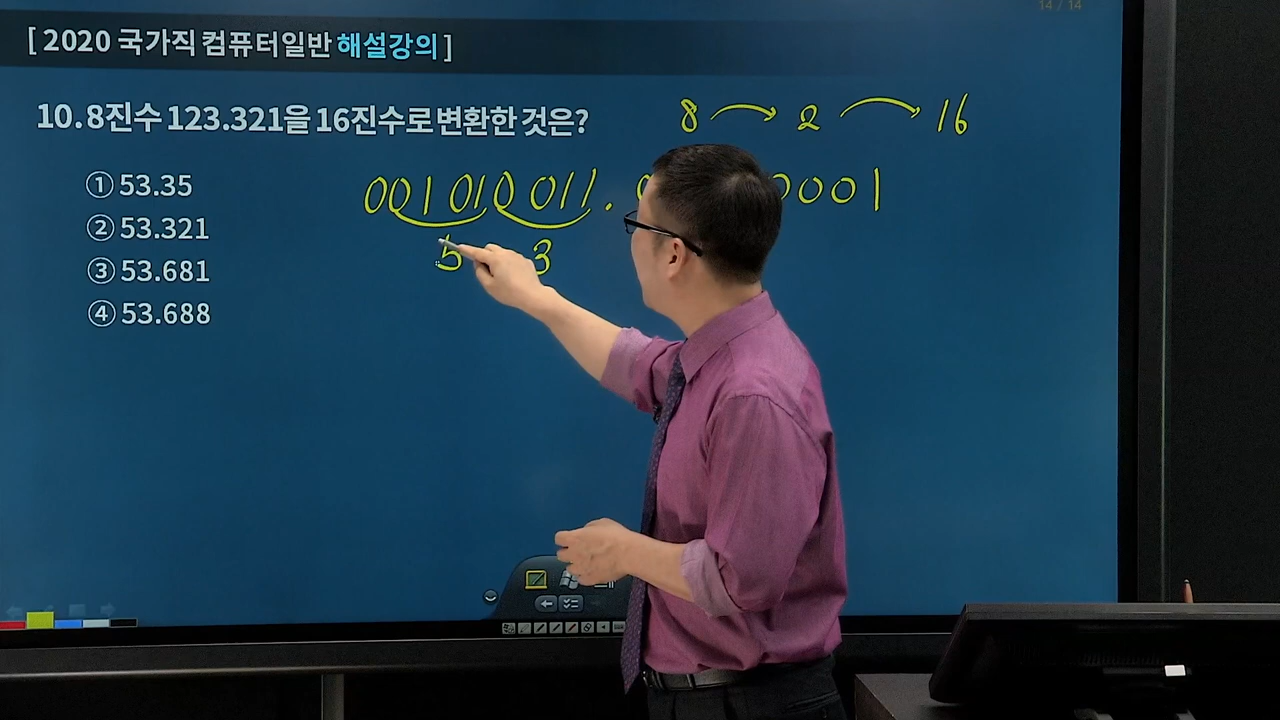 14 / 14
[ 2020 국가직 컴퓨터일반 해설강의 ]
10. 8진수 123.321을 16진수로 변환한 것은?
8 2 16
① 53.35
② 53.321
③ 53.681
④ 53.688
001 010 011. 0001
5 3